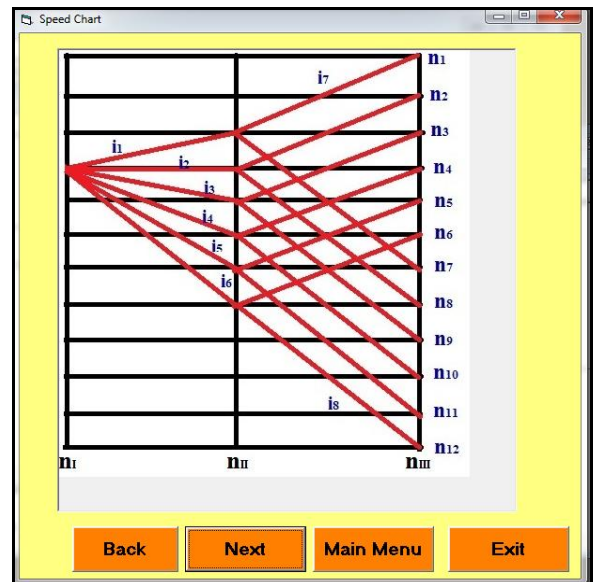 Speed Chart
n1
i7
n2
n3
i1
i2
n4
i3
n5
i4
n6
i5
i6
n7
n8
n9
n10
i8
n11
n12
nI
nII
nIII
Back
Next
Main Menu
Exit